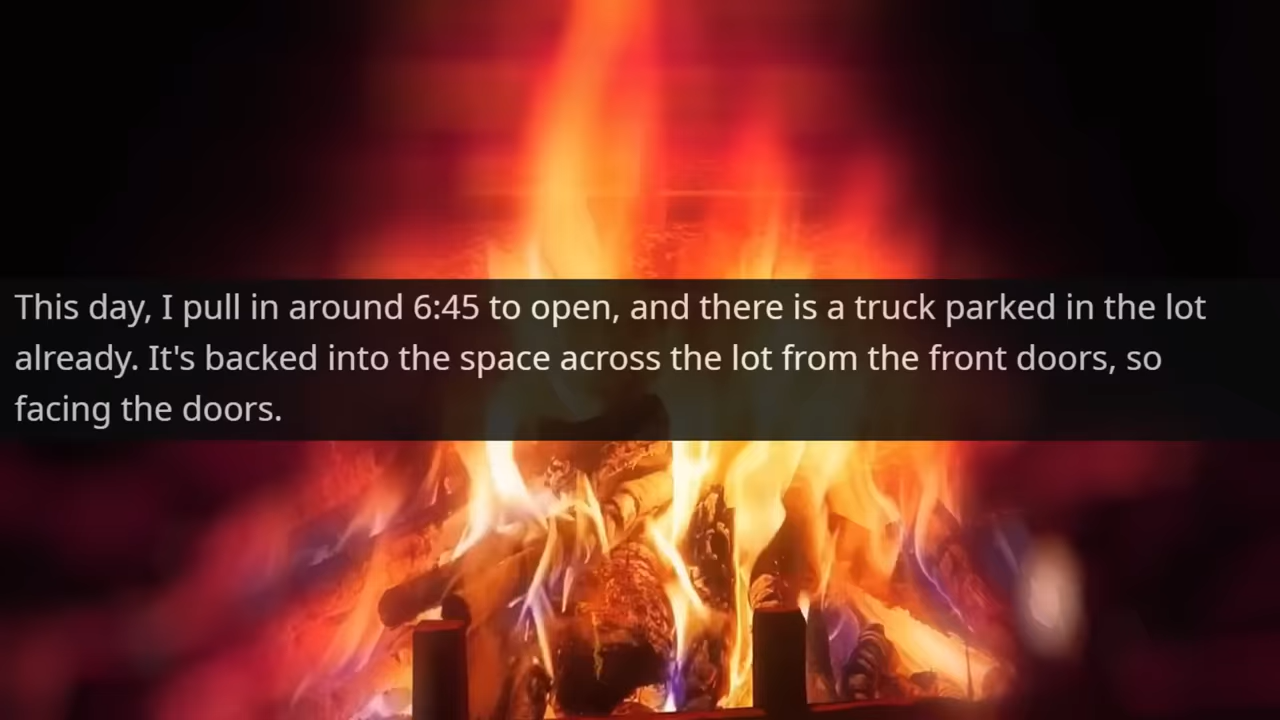 This day, I pull in around 6:45 to open, and there is a truck parked in the lot
already. It's backed into the space across the lot from the front doors, so
facing the doors.